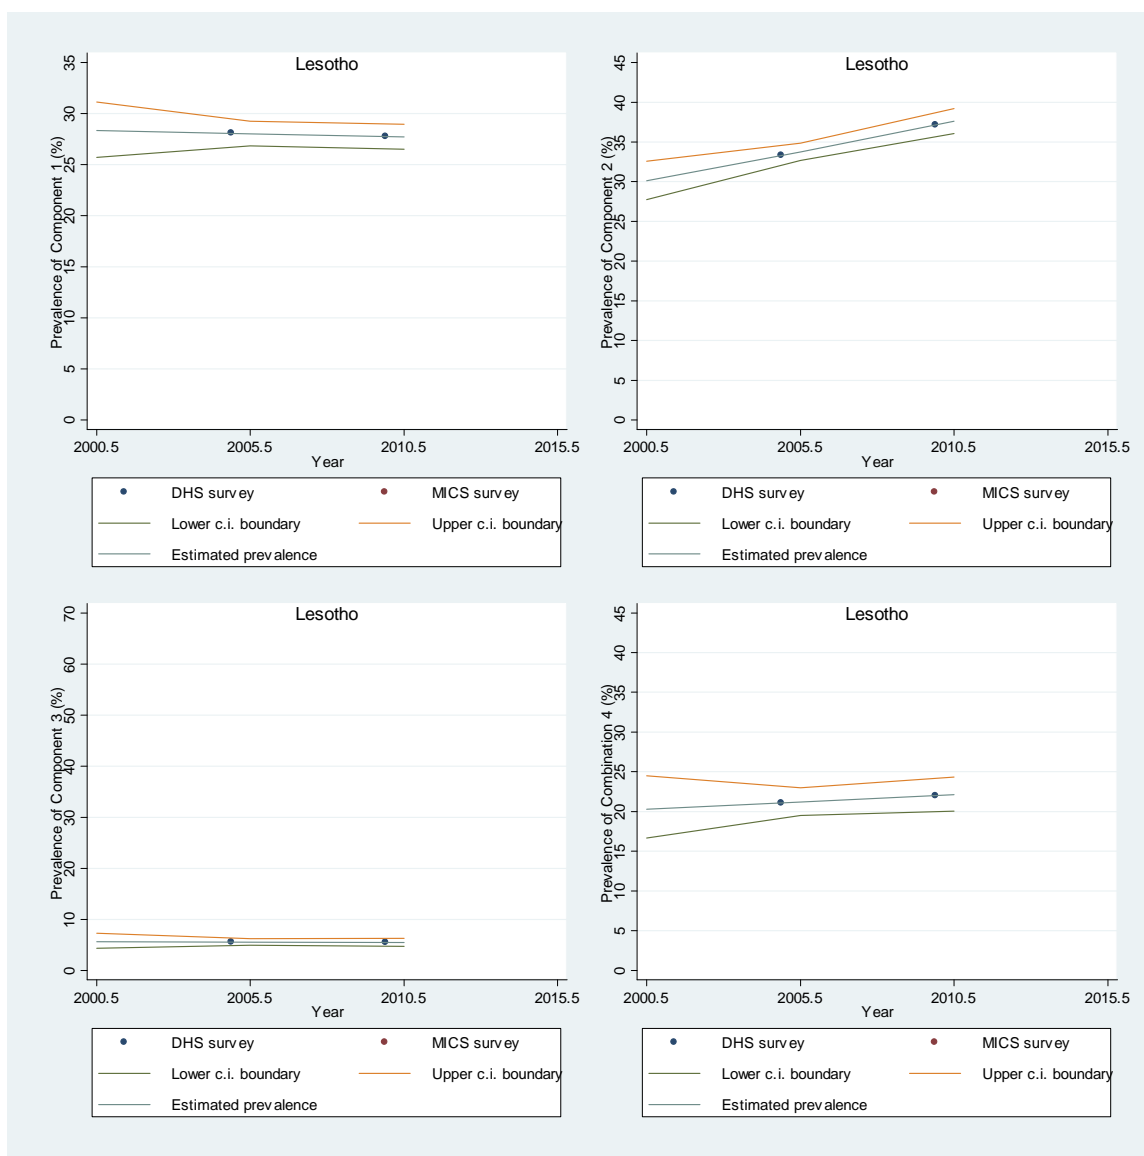 Lesotho
Prevalence of Component 1 (%)
35
30
25
20
15
10
5
0
2000.5 2005.5 2010.5 2015.5
Year
DHS survey MICS survey
Lower c.i. boundary Upper c.i. boundary
Estimated prevalence
Lesotho
Prevalence of Component 2 (%)
45
40
35
30
25
20
15
10
5
0
2000.5 2005.5 2010.5 2015.5
Year
DHS survey MICS survey
Lower c.i. boundary Upper c.i. boundary
Estimated prevalence
Lesotho
Prevalence of Component 3 (%)
70
60
50
40
30
20
10
0
2000.5 2005.5 2010.5 2015.5
Year
DHS survey MICS survey
Lower c.i. boundary Upper c.i. boundary
Estimated prevalence
Lesotho
Prevalence of Combination 4 (%)
45
40
35
30
25
20
15
10
5
0
2000.5 2005.5 2010.5 2015.5
Year
DHS survey MICS survey
Lower c.i. boundary Upper c.i. boundary
Estimated prevalence